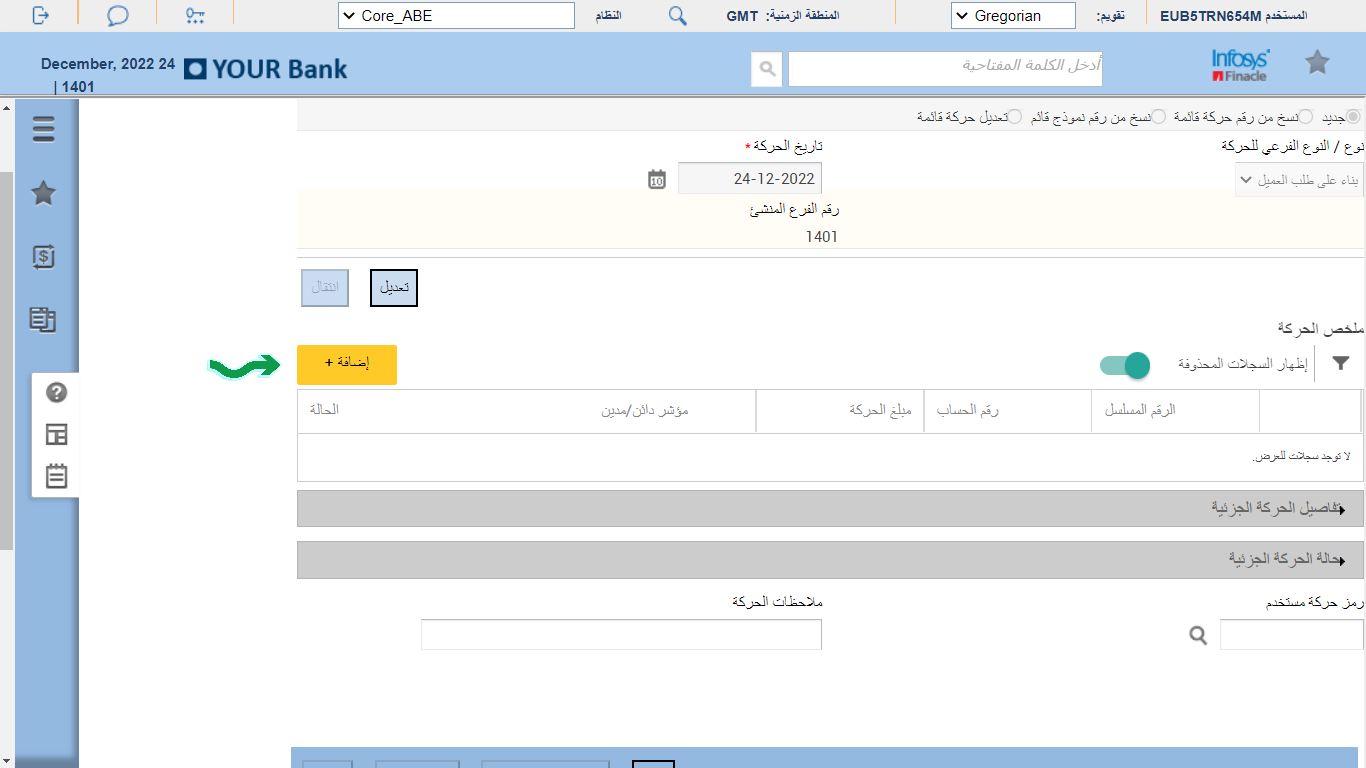 المستخدم EUB5TRN654M
تقويم: Gregorian
المنطقة الزمنية: GMT
النظام Core_ABE
Infosys
Finacle
أدخل الكلمة المفتاحية
YOUR Bank
December, 2022 24
| 1401
جديد نسخ من رقم حركة قائمة نسخ من رقم نموذج قائم تعديل حركة قائمة
نوع / النوع الفرعي للحركة
بناء على طلب العميل
تاريخ الحركة *
24-12-2022
10
رقم الفرع المنشئ
1401
تعديل انتقال
ملخص الحركة
إظهار السجلات المحذوفة
إضافة +
الرقم المسلسل رقم الحساب مبلغ الحركة مؤشر دائن/مدين الحالة
لا توجد سجلات للعرض.
تفاصيل الحركة الجزئية
حالة الحركة الجزئية
رمز حركة مستخدم ملاحظات الحركة